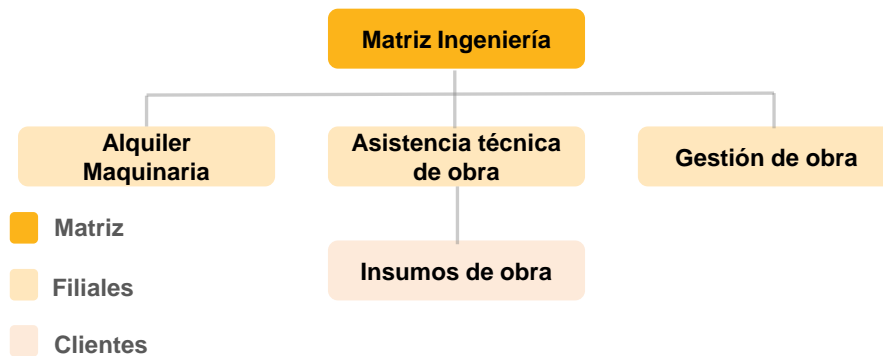 Matriz Ingeniería
Alquiler
Maquinaria
Asistencia técnica
de obra
Gestión de obra
Insumos de obra
Matriz
Filiales
Clientes